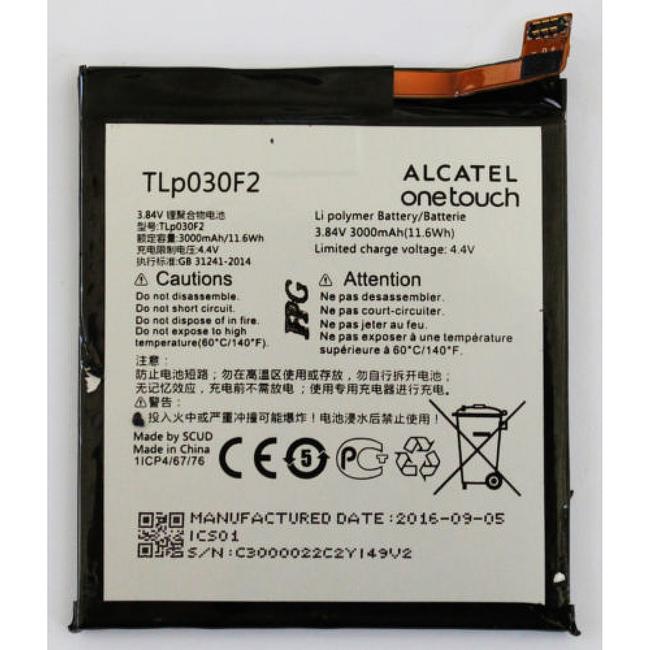 TLp030F2
ALCATEL
onetouch
3.84V 锂聚合物电池
型号:TLp030F2
额定容量:3000mAh/11.6Wh
充电限制电压:4.4V
执行标准:GB 31241-2014
Li polymer Battery/Batterie
3.84V 3000mAh(11.6Wh)
Limited charge voltage: 4.4V
Cautions
Do not disassemble.
Do not short circuit.
Do not dispose of in fire.
Do not expose to high
temperature(60°C/140°F).
FPG
Attention
Ne pas desassembler.
Ne pas court-circuiter.
Ne pas jeter au feu.
Ne pas exposer à une température
supérieure à 60°C/140°F.
注意:
防止电池短路;勿在高温区使用或存放,勿自行拆开电池;
无记忆效应,充电前不需放电;使用专用充电器进行充电。
警告:
投入火中或严重冲撞可能爆炸!电池浸水后禁用!
Made by SCUD
Made in China
1ICP4/67/76
CE 5 PCT
MANUFACTURED DATE:2016-09-05
ICS01
S/N:C3000022C2Y149V2